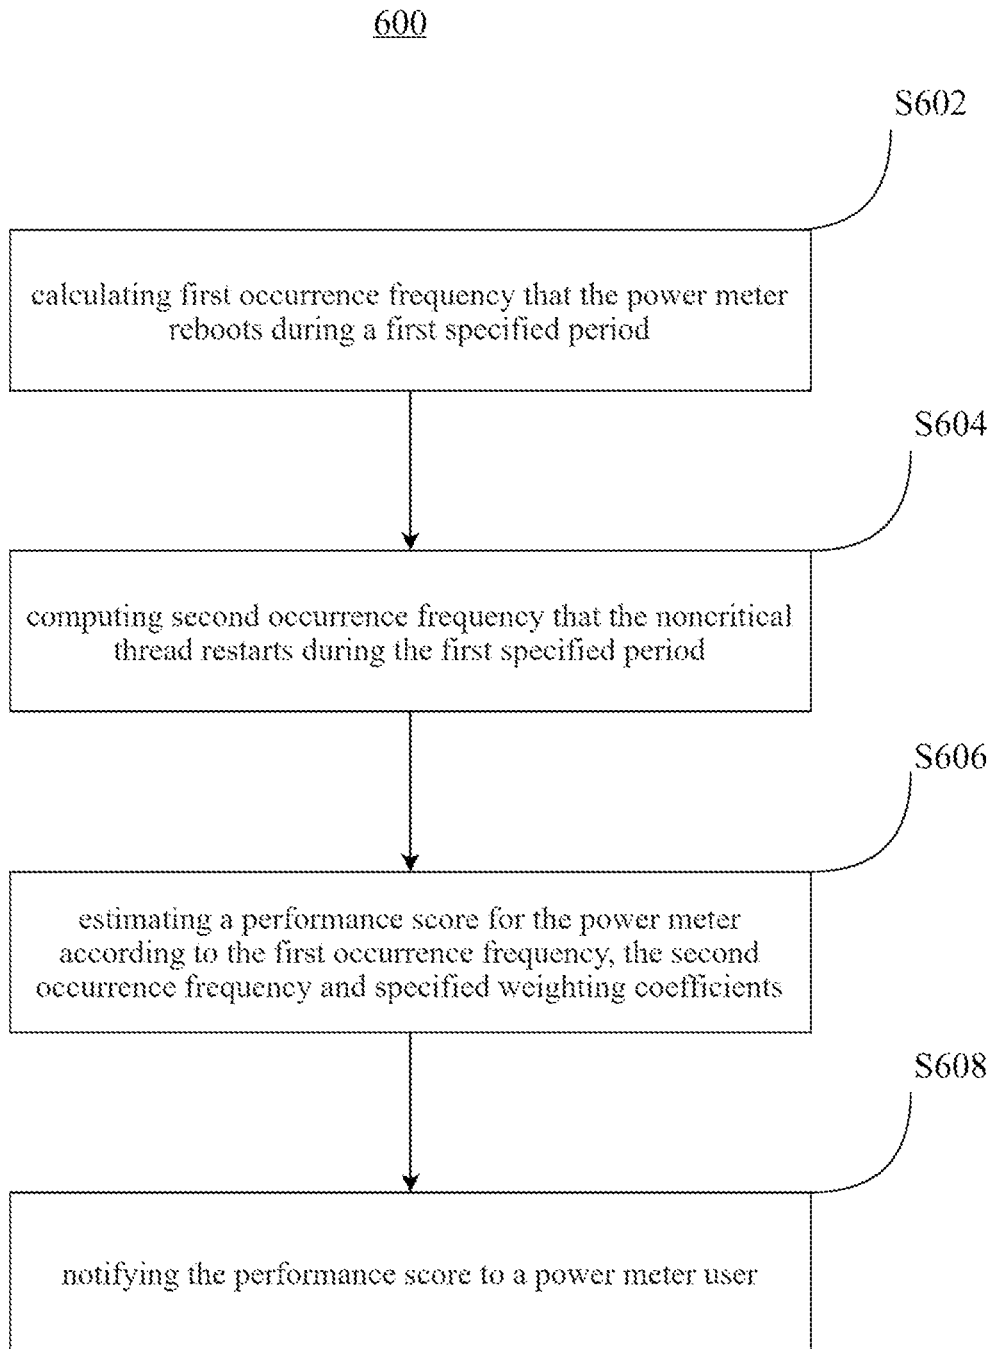 600
S602
calculating first occurrence frequency that the power meter
reboots during a first specified period
S604
computing second occurrence frequency that the noncritical
thread restarts during the first specified period
S606
estimating a performance score for the power meter
according to the first occurrence frequency, the second
occurrence frequency and specified weighting coefficients
S608
notifying the performance score to a power meter user